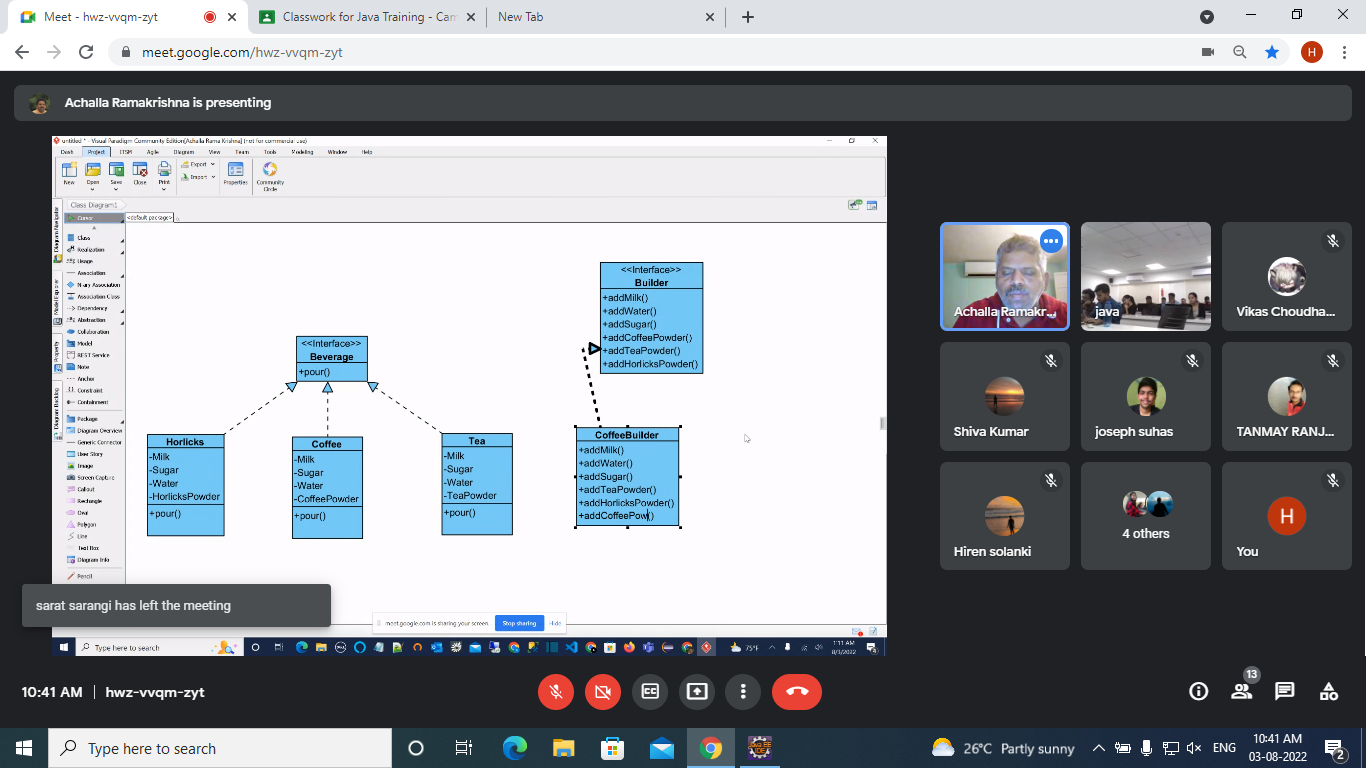 Meet - hwz-vvqm-zyt
Classwork for Java Training - Cam
New Tab
meet.google.com/hwz-vvqm-zyt
H
Achalla Ramakrishna is presenting
untitled * - Visual Paradigm Community Edition[Achalla Rama Krishna] (not for commercial use)
Dash Project ITSM Agile Diagram View Team Tools Modeling Window Help
New Open Save Close Print
Export
Import
Properties
Community Circle
Class Diagram1
Cursor
<default package>
Diagram Navigator
Model Explorer
Property
Diagram Backlog
Class
Realization
Usage
Association
N-ary Association
Association Class
Dependency
Abstraction
Collaboration
Model
REST Service
Note
Anchor
Constraint
Containment
Package
Diagram Overview
Generic Connector
User Story
Image
Screen Capture
Callout
Rectangle
Oval
Polygon
Line
Text Box
Diagram Info
Pencil
<<Interface>>
Beverage
+pour()
Horlicks
-Milk
-Sugar
-Water
-HorlicksPowder
+pour()
Coffee
-Milk
-Sugar
-Water
-CoffeePowder
+pour()
Tea
-Milk
-Sugar
-Water
-TeaPowder
+pour()
<<Interface>>
Builder
+addMilk()
+addWater()
+addSugar()
+addCoffeePowder()
+addTeaPowder()
+addHorlicksPowder()
CoffeeBuilder
+addMilk()
+addWater()
+addSugar()
+addTeaPowder()
+addHorlicksPowder()
+addCoffeePow()
sarat sarangi has left the meeting
meet.google.com is sharing your screen.
Stop sharing
Hide
Type here to search
75°F
1:11 AM
8/3/2022
Achalla Ramakr...
java
Vikas Choudha...
Shiva Kumar
joseph suhas
TANMAY RANJ...
Hiren solanki
4 others
H
You
10:41 AM
hwz-vvqm-zyt
13
Type here to search
26°C Partly sunny
ENG
10:41 AM
03-08-2022
2